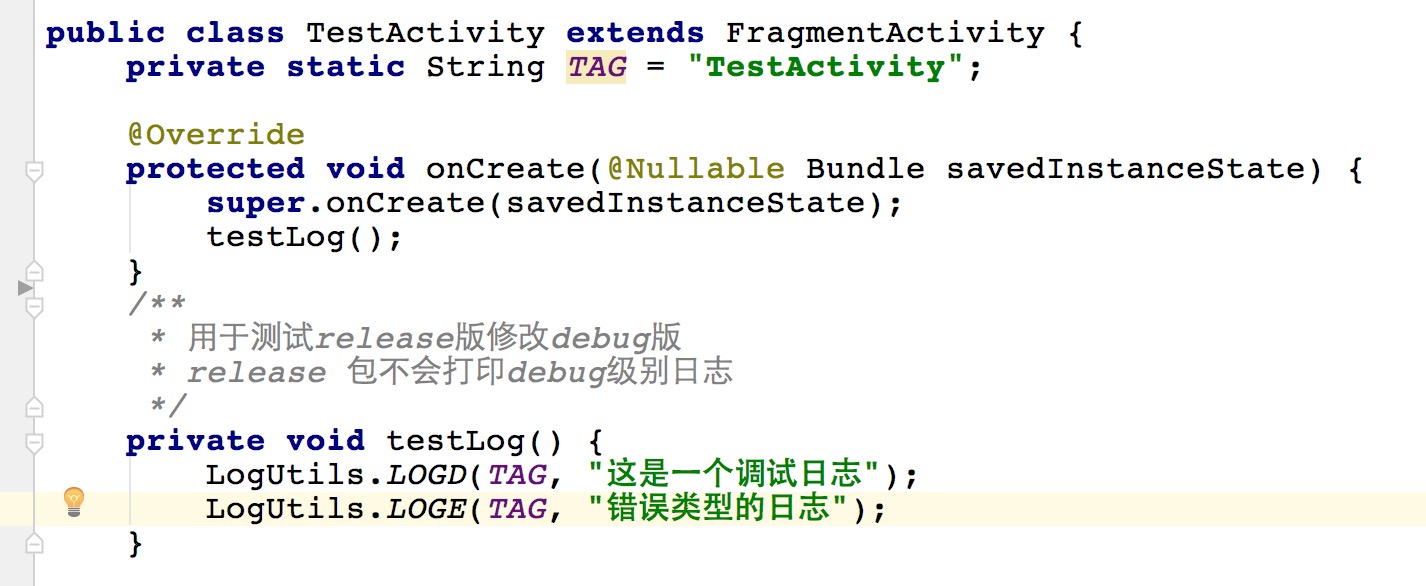 public class TestActivity extends FragmentActivity {
    private static String TAG = "TestActivity";

    @Override
    protected void onCreate(@Nullable Bundle savedInstanceState) {
        super.onCreate(savedInstanceState);
        testLog();
    }
    /**
     * 用于测试release版修改debug版
     * release 包不会打印debug级别日志
     */
    private void testLog() {
        LogUtils.LOGD(TAG, "这是一个调试日志");
        LogUtils.LOGE(TAG, "错误类型的日志");
    }